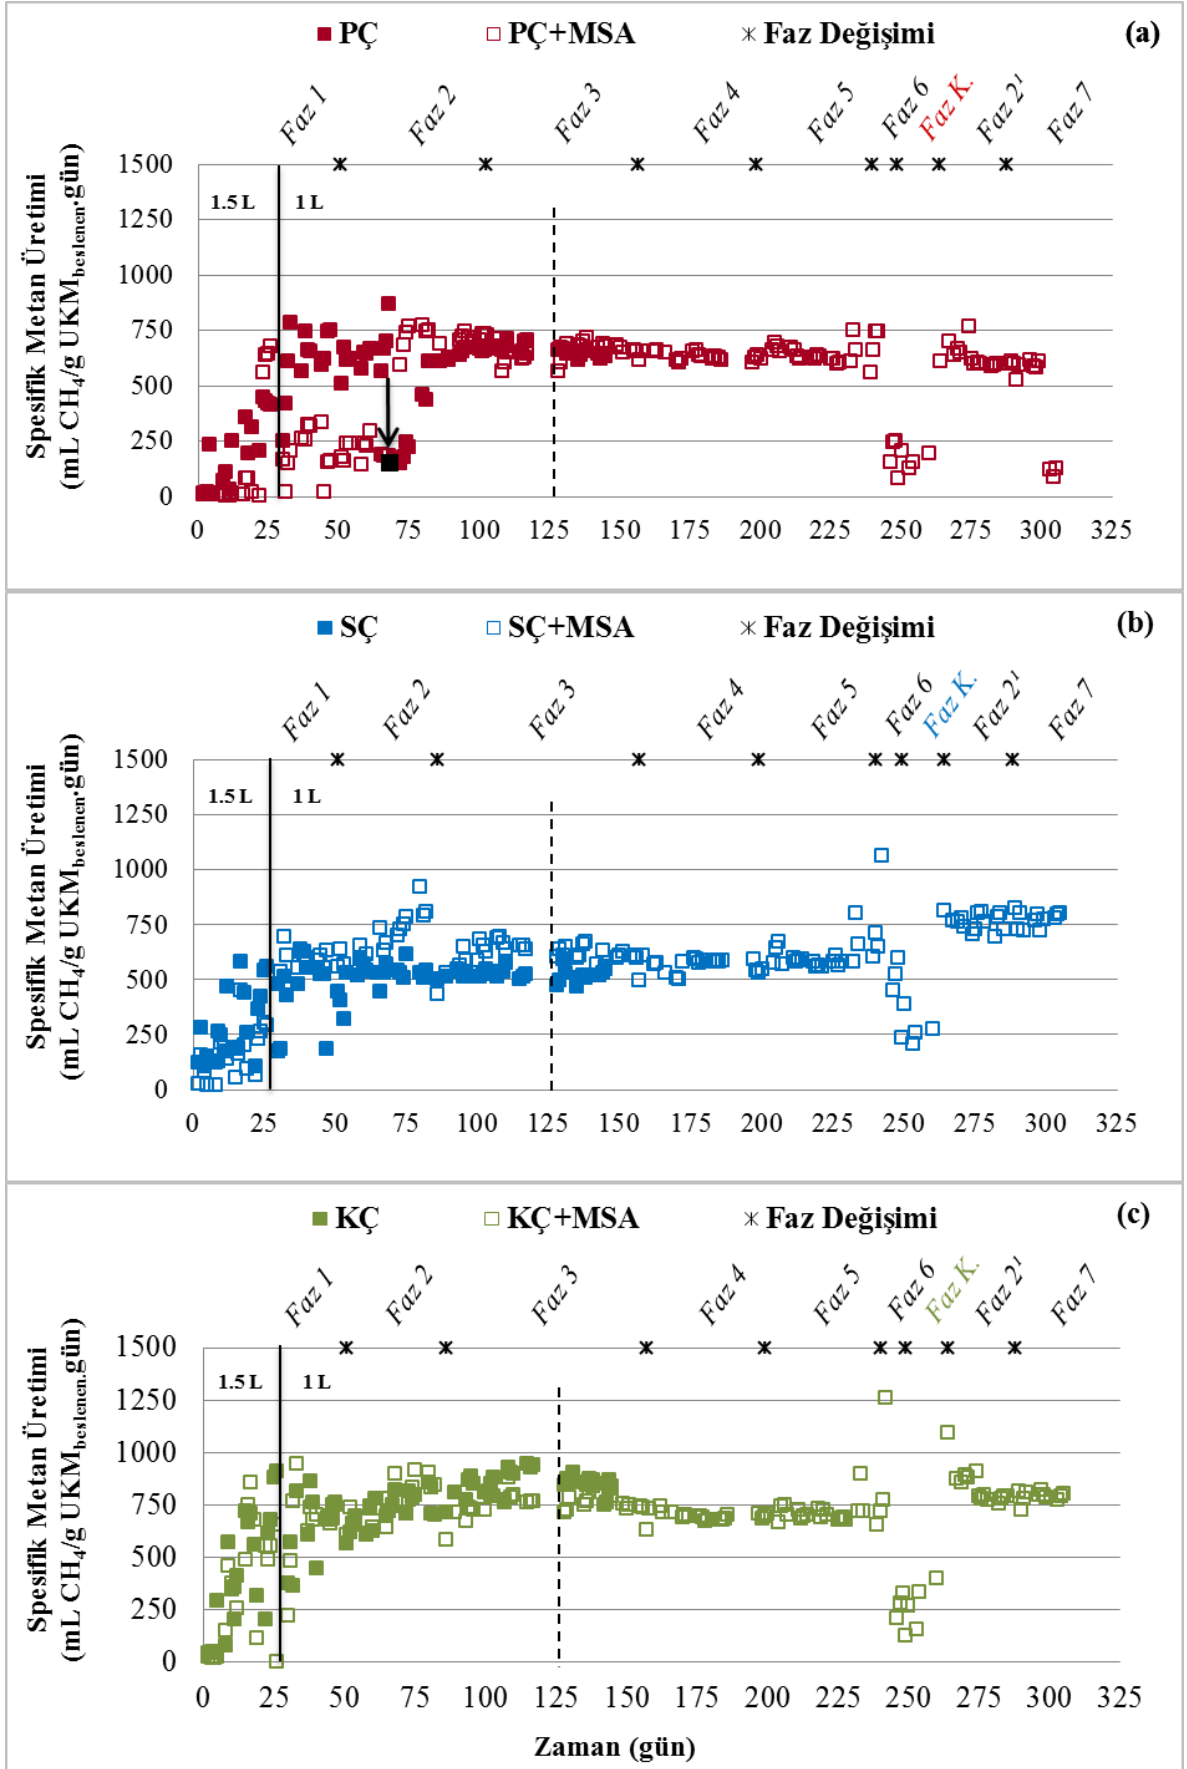 PÇ PÇ+MSA Faz Değişimi (a)
Faz 1 Faz 2 Faz 3 Faz 4 Faz 5 Faz 6 Faz K. Faz 2¹ Faz 7
Spesifik Metan Üretimi
(mL CH₄/g UKM_beslenen.gün)
1500
1250
1000
750
500
250
0
1.5 L 1 L
0 25 50 75 100 125 150 175 200 225 250 275 300 325
SÇ SÇ+MSA Faz Değişimi (b)
Faz 1 Faz 2 Faz 3 Faz 4 Faz 5 Faz 6 Faz K. Faz 2¹ Faz 7
Spesifik Metan Üretimi
(mL CH₄/g UKM_beslenen.gün)
1500
1250
1000
750
500
250
0
1.5 L 1 L
0 25 50 75 100 125 150 175 200 225 250 275 300 325
KÇ KÇ+MSA Faz Değişimi (c)
Faz 1 Faz 2 Faz 3 Faz 4 Faz 5 Faz 6 Faz K. Faz 2¹ Faz 7
Spesifik Metan Üretimi
(mL CH₄/g UKM_beslenen.gün)
1500
1250
1000
750
500
250
0
1.5 L 1 L
0 25 50 75 100 125 150 175 200 225 250 275 300 325
Zaman (gün)